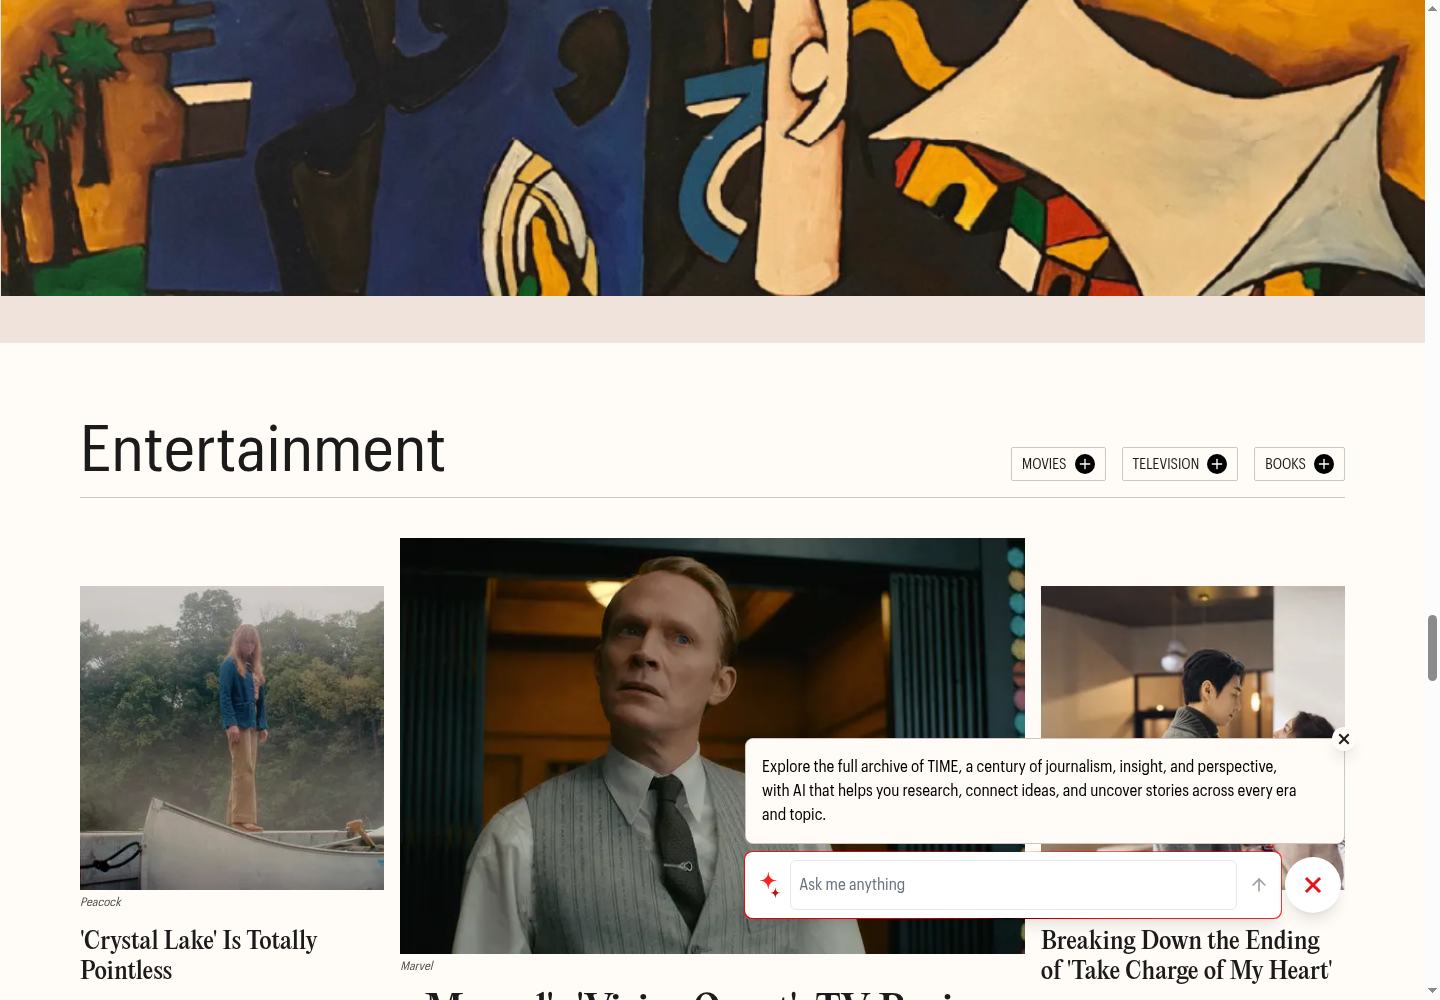 Entertainment
MOVIES
TELEVISION
BOOKS
Explore the full archive of TIME, a century of journalism, insight, and perspective,
with AI that helps you research, connect ideas, and uncover stories across every era
and topic.
Ask me anything
Peacock
'Crystal Lake' Is Totally
Pointless
Marvel
Breaking Down the Ending
of 'Take Charge of My Heart'